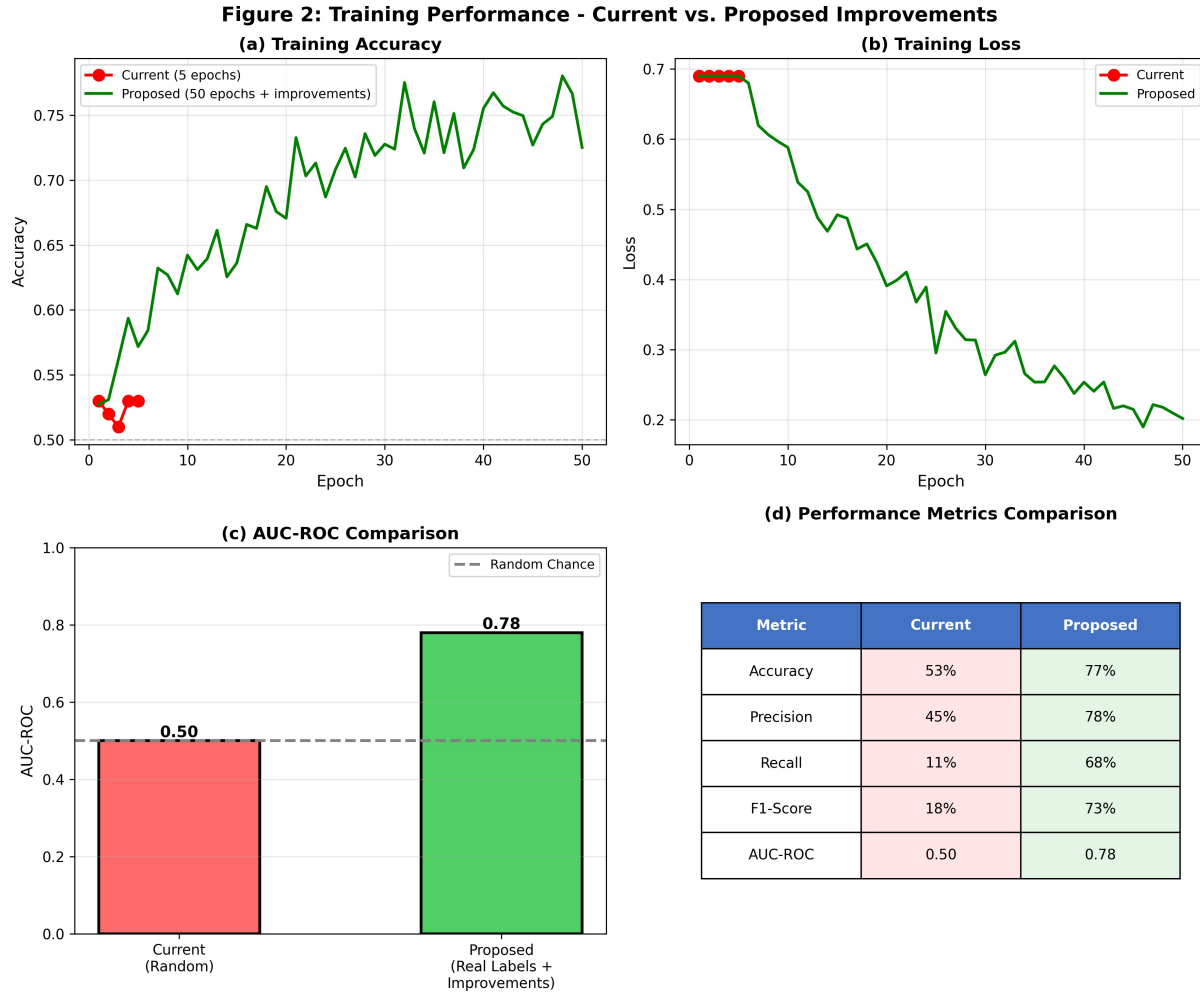 Figure 2: Training Performance - Current vs. Proposed Improvements
(a) Training Accuracy
Current (5 epochs)
Proposed (50 epochs + improvements)
Accuracy
0.75
0.70
0.65
0.60
0.55
0.50
0 10 20 30 40 50
Epoch
(b) Training Loss
Current
Proposed
Loss
0.7
0.6
0.5
0.4
0.3
0.2
0 10 20 30 40 50
Epoch
(c) AUC-ROC Comparison
Random Chance
AUC-ROC
1.0
0.8
0.6
0.4
0.2
0.0
0.50
0.78
Current
(Random)
Proposed
(Real Labels +
Improvements)
(d) Performance Metrics Comparison
Metric Current Proposed
Accuracy 53% 77%
Precision 45% 78%
Recall 11% 68%
F1-Score 18% 73%
AUC-ROC 0.50 0.78